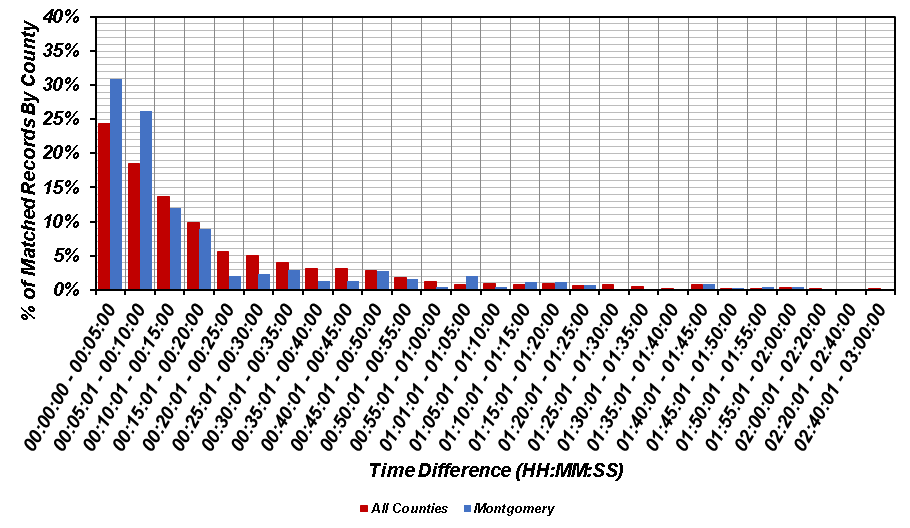 % of Matched Records By County
40%
35%
30%
25%
20%
15%
10%
5%
0%
00:00:00 - 00:05:00
00:05:01 - 00:10:00
00:10:01 - 00:15:00
00:15:01 - 00:20:00
00:20:01 - 00:25:00
00:25:01 - 00:30:00
00:30:01 - 00:35:00
00:35:01 - 00:40:00
00:40:01 - 00:45:00
00:45:01 - 00:50:00
00:50:01 - 00:55:00
00:55:01 - 01:00:00
01:01:01 - 01:05:00
01:05:01 - 01:10:00
01:10:01 - 01:15:00
01:15:01 - 01:20:00
01:20:01 - 01:25:00
01:25:01 - 01:30:00
01:30:01 - 01:35:00
01:35:01 - 01:40:00
01:40:01 - 01:45:00
01:45:01 - 01:50:00
01:50:01 - 01:55:00
01:55:01 - 02:00:00
02:00:01 - 02:20:00
02:20:01 - 02:40:00
02:40:01 - 03:00:00
Time Difference (HH:MM:SS)
All Counties
Montgomery